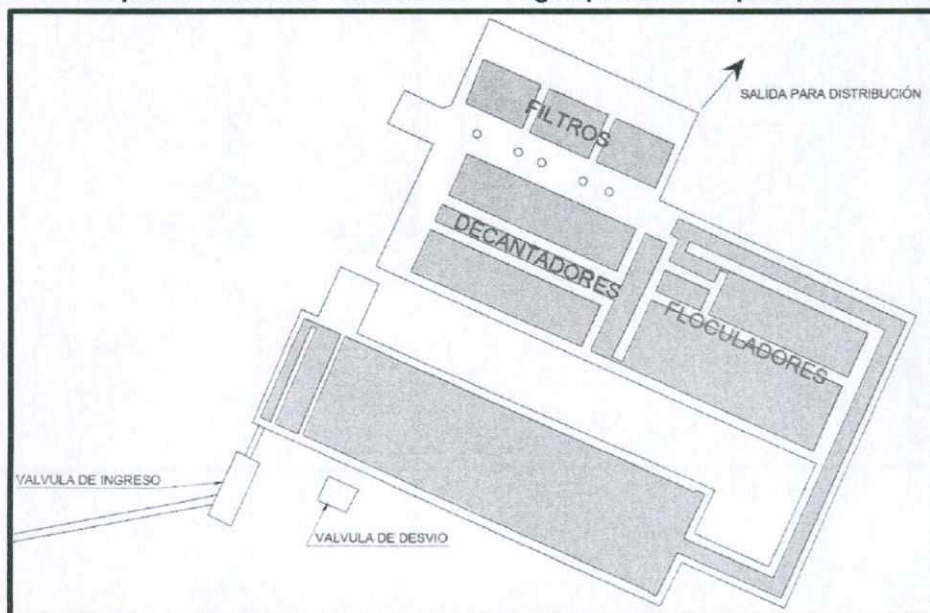 FILTROS
SALIDA PARA DISTRIBUCIÓN
DECANTADORES
FLOCULADORES
VALVULA DE INGRESO
VALVULA DE DESVIO